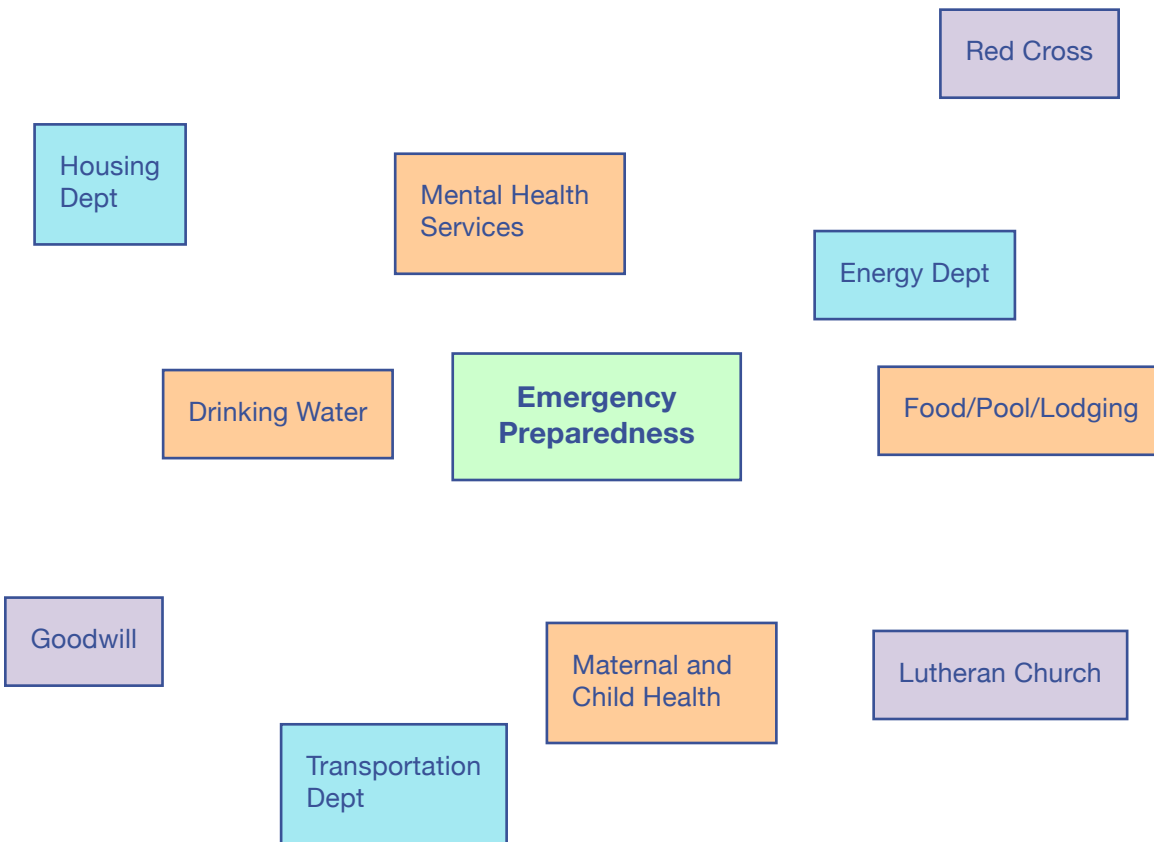 Red Cross
Housing
Dept
Mental Health
Services
Energy Dept
Emergency
Preparedness
Drinking Water
Food/Pool/Lodging
Goodwill
Maternal and
Child Health
Lutheran Church
Transportation
Dept